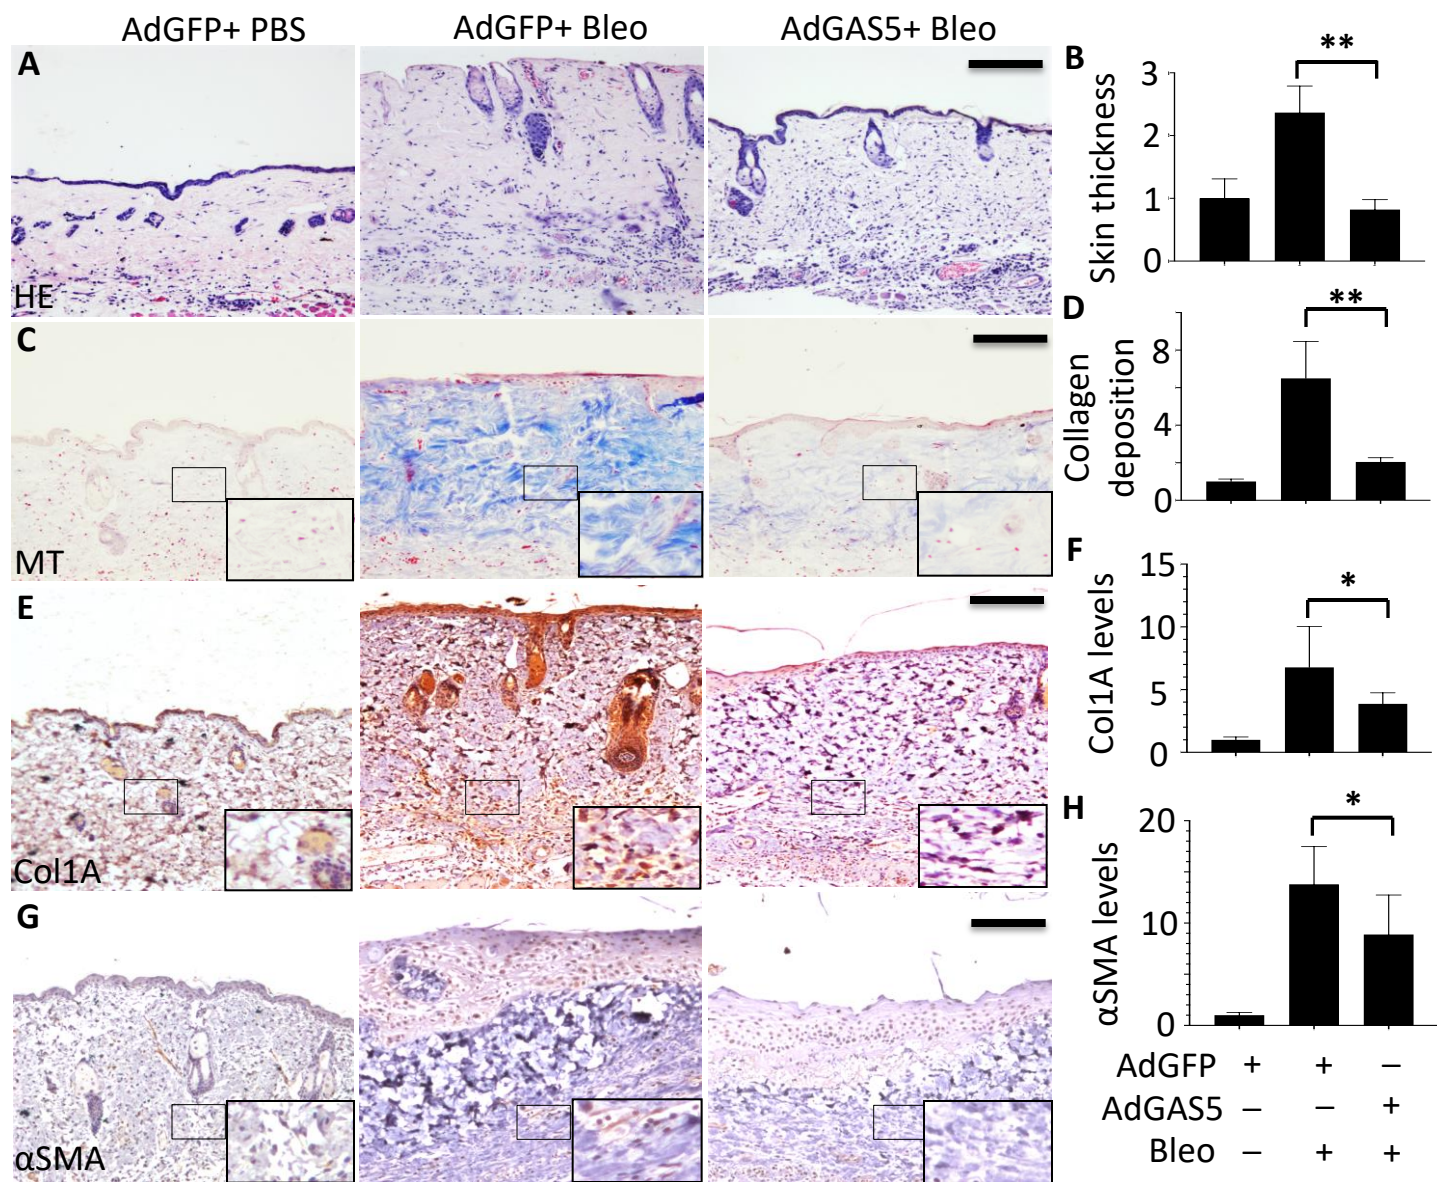 AdGFP+ PBS
AdGFP+ Bleo
AdGAS5+ Bleo
A
HE
B
**
Skin thickness
3
2
1
0
C
MT
D
**
Collagen
deposition
8
4
0
E
Col1A
F
*
Col1A levels
15
10
5
0
G
αSMA
H
*
αSMA levels
20
10
0
AdGFP + + –
AdGAS5 – – +
Bleo – + +